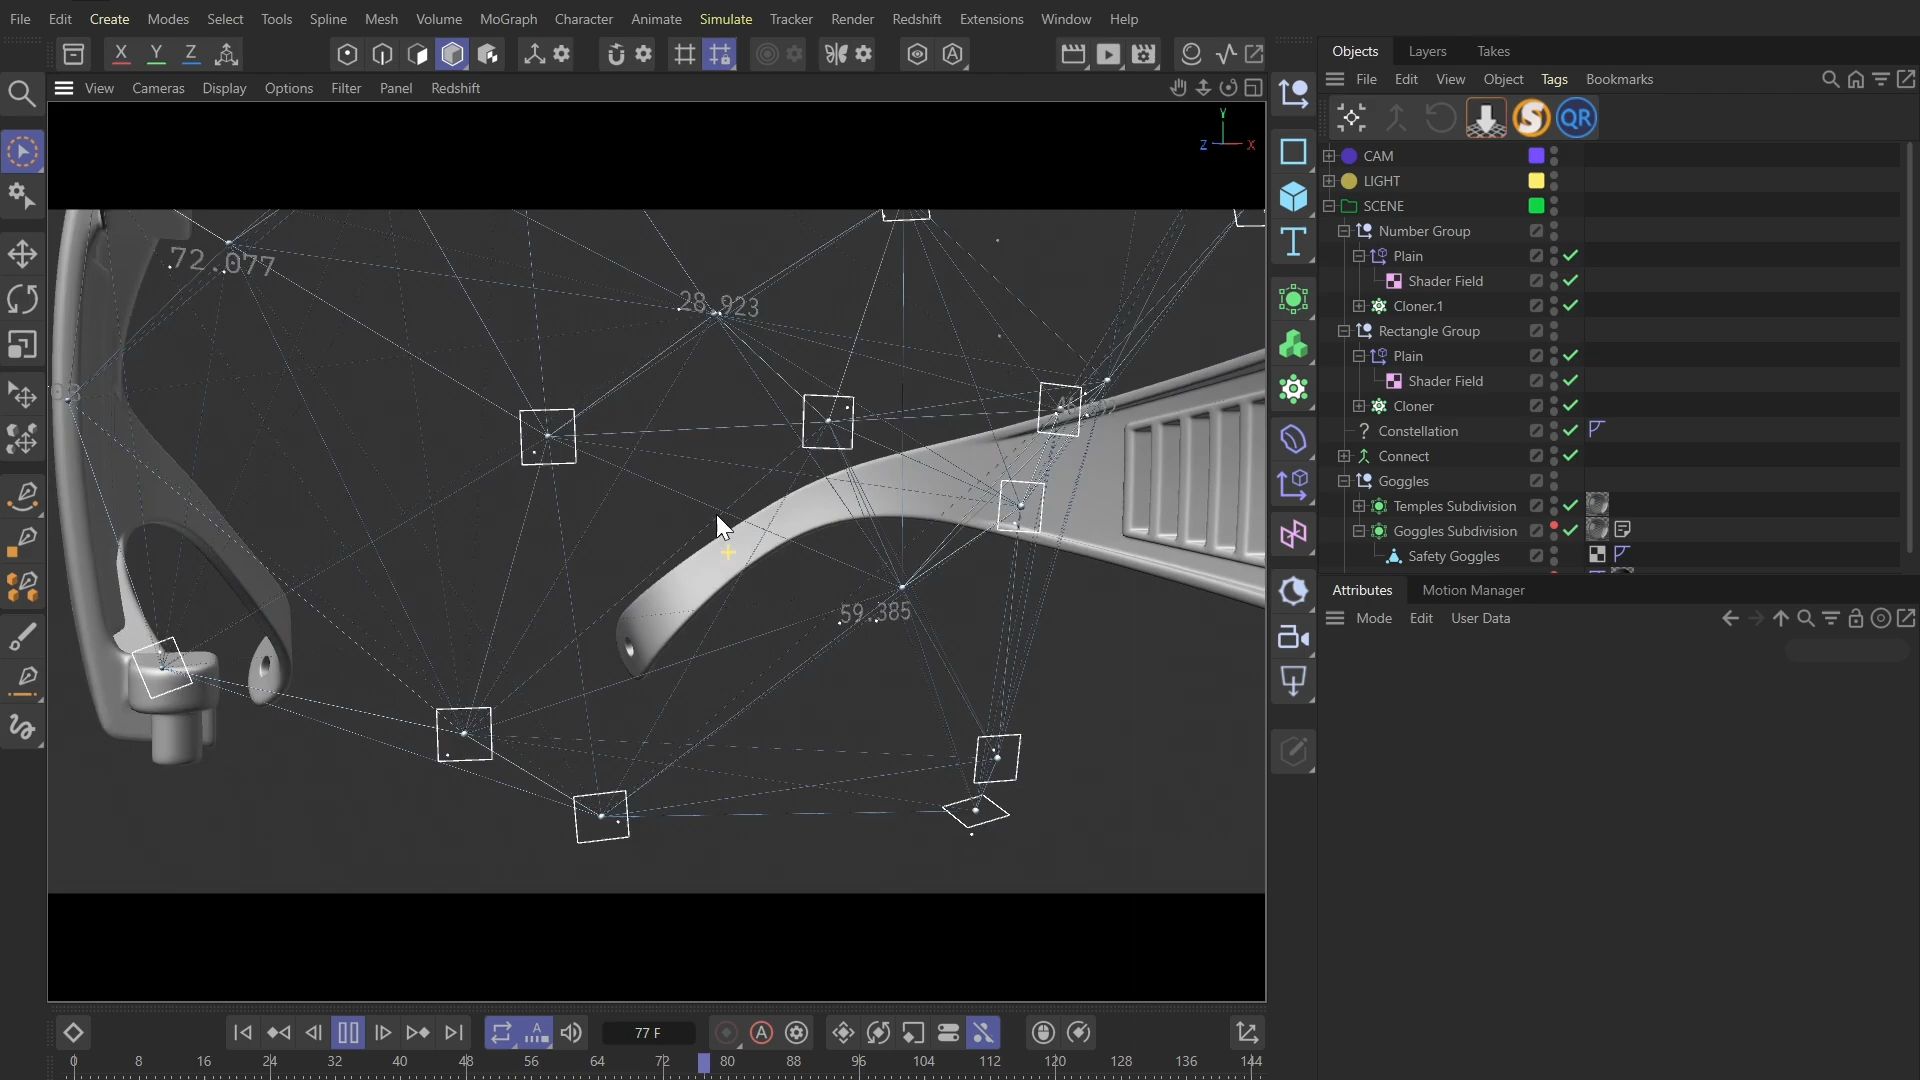 File Edit Create Modes Select Tools Spline Mesh Volume MoGraph Character Animate Simulate Tracker Render Redshift Extensions Window Help
X Y Z
Objects Layers Takes
View Cameras Display Options Filter Panel Redshift
File Edit View Object Tags Bookmarks
S QR
Y
Z X
CAM
LIGHT
SCENE
Number Group
Plain
Shader Field
Cloner.1
Rectangle Group
Plain
Shader Field
Cloner
Constellation
Connect
Goggles
Temples Subdivision
Goggles Subdivision
Safety Goggles
72.077
28.923
59.385
Attributes Motion Manager
Mode Edit User Data
77 F
0 8 16 24 32 40 48 56 64 72 80 88 96 104 112 120 128 136 144